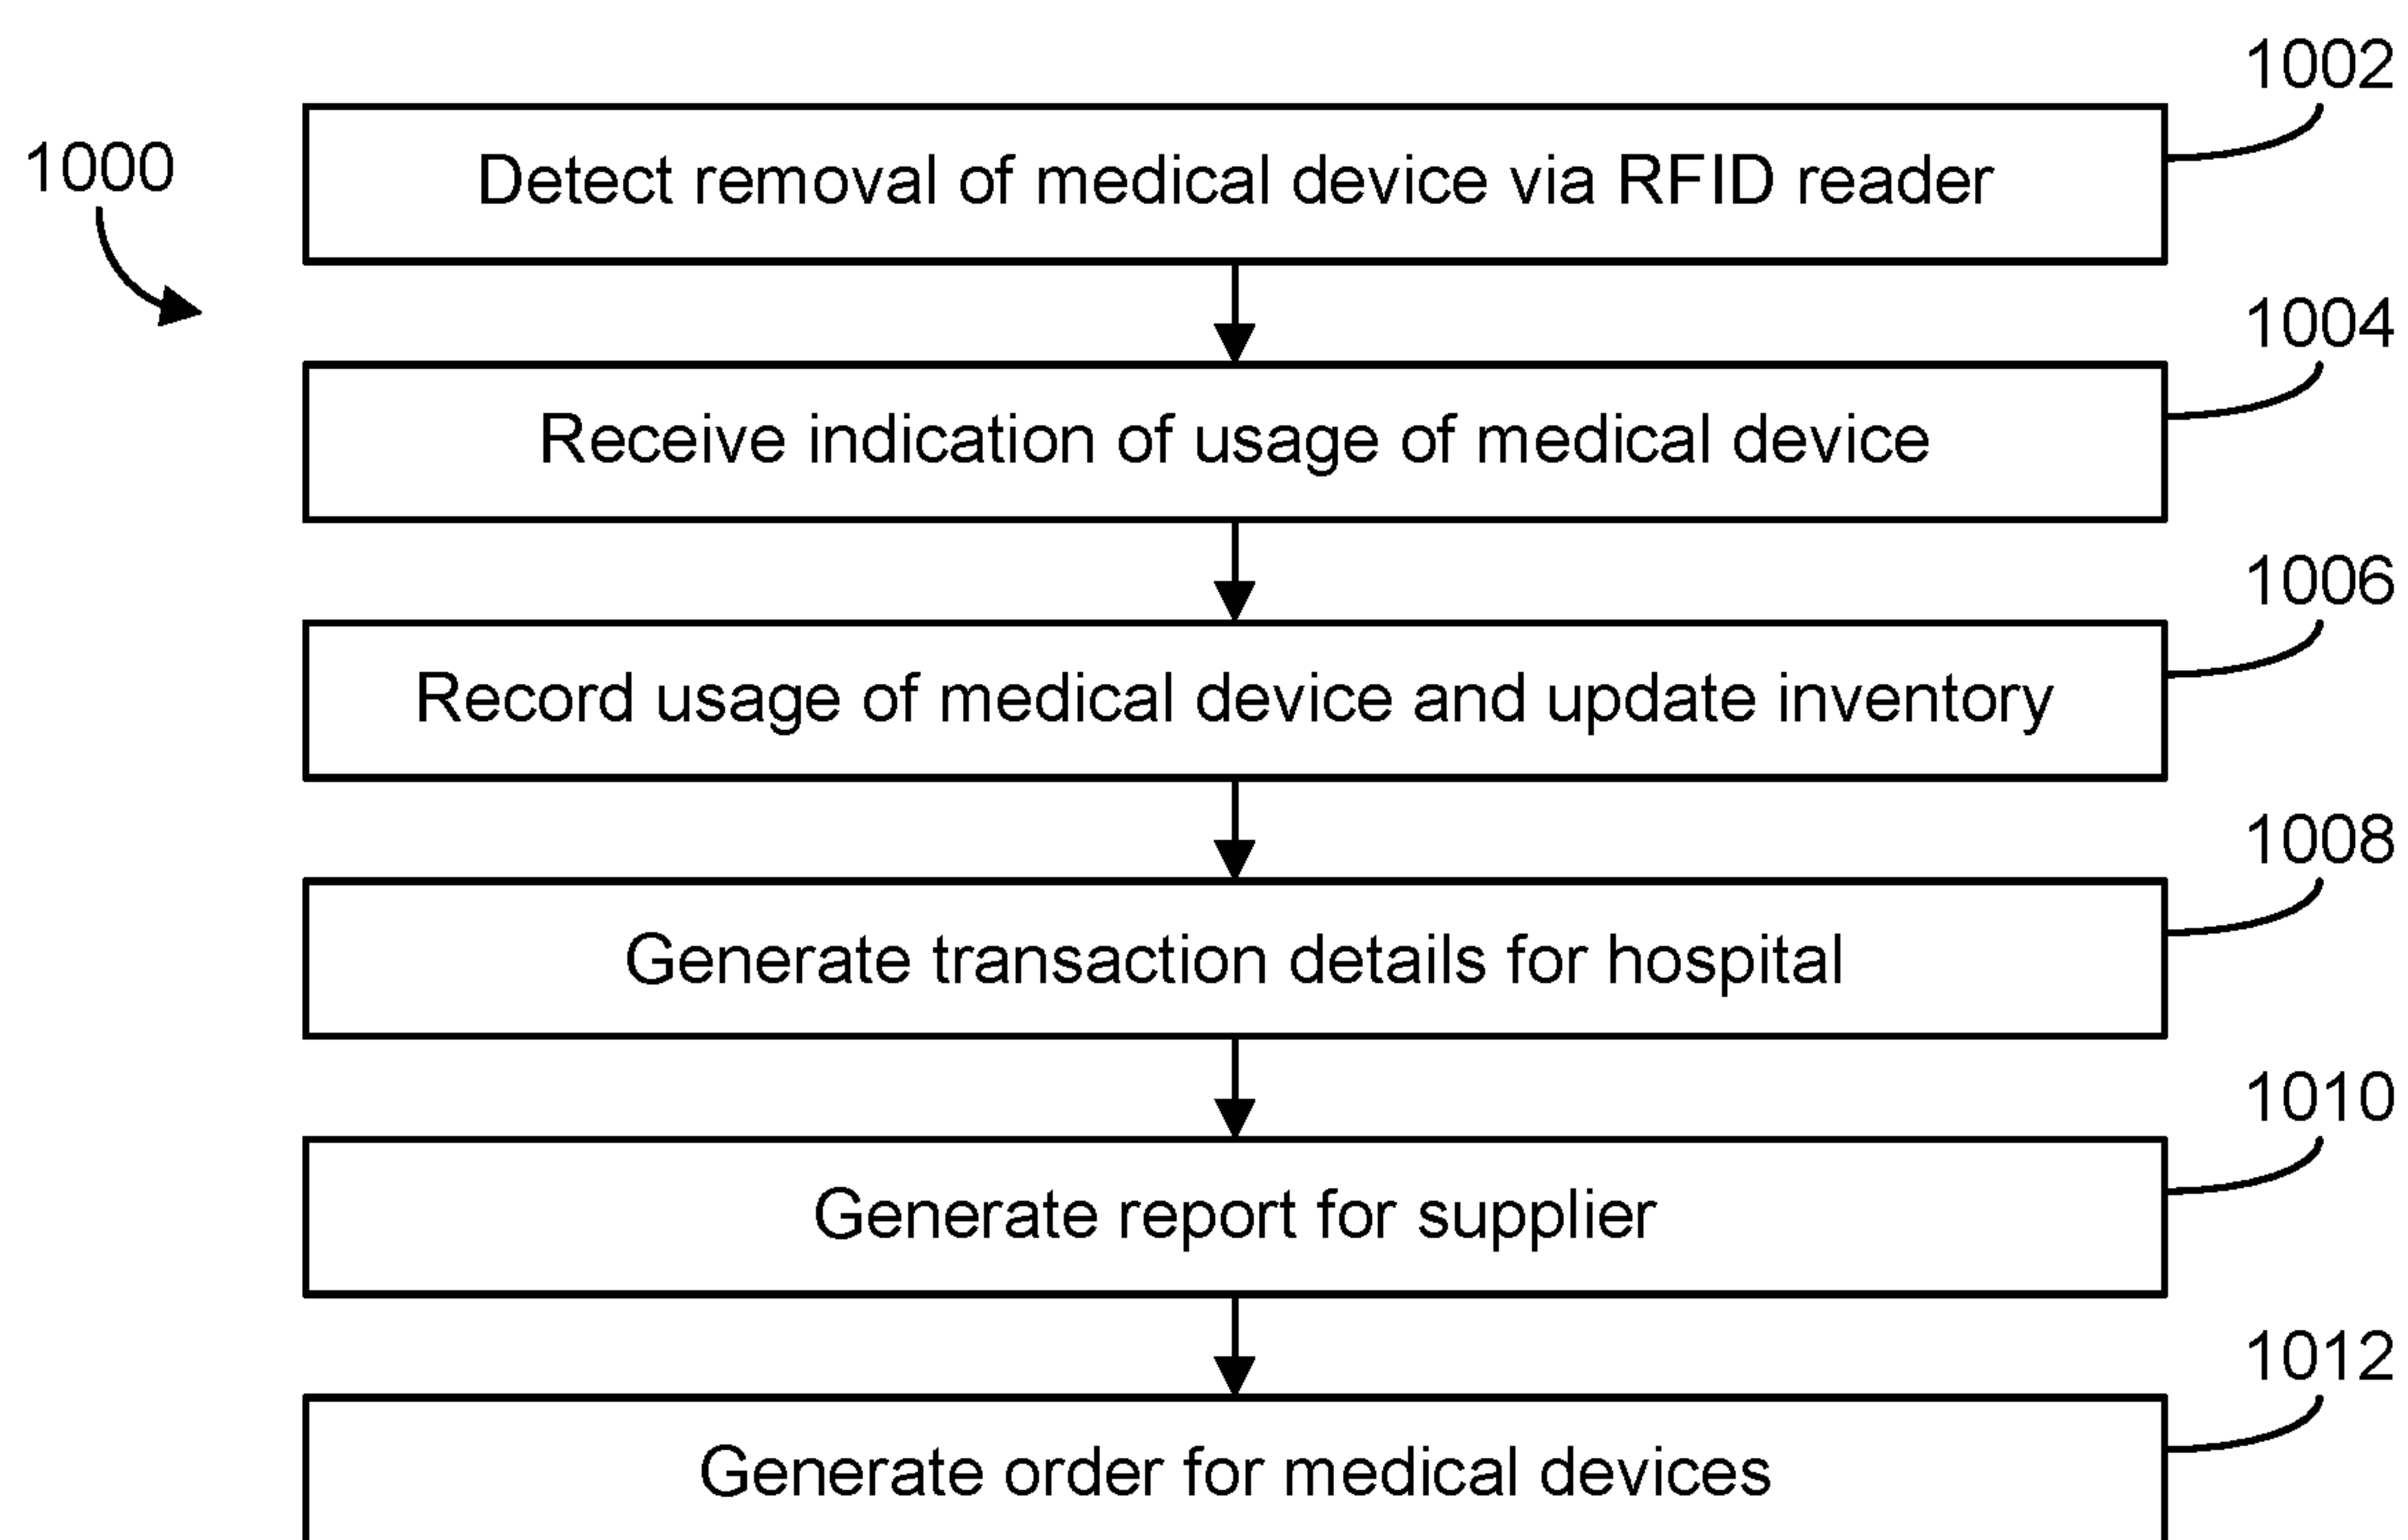 1002
1000
Detect removal of medical device via RFID reader
1004
Receive indication of usage of medical device
1006
Record usage of medical device and update inventory
1008
Generate transaction details for hospital
1010
Generate report for supplier
1012
Generate order for medical devices